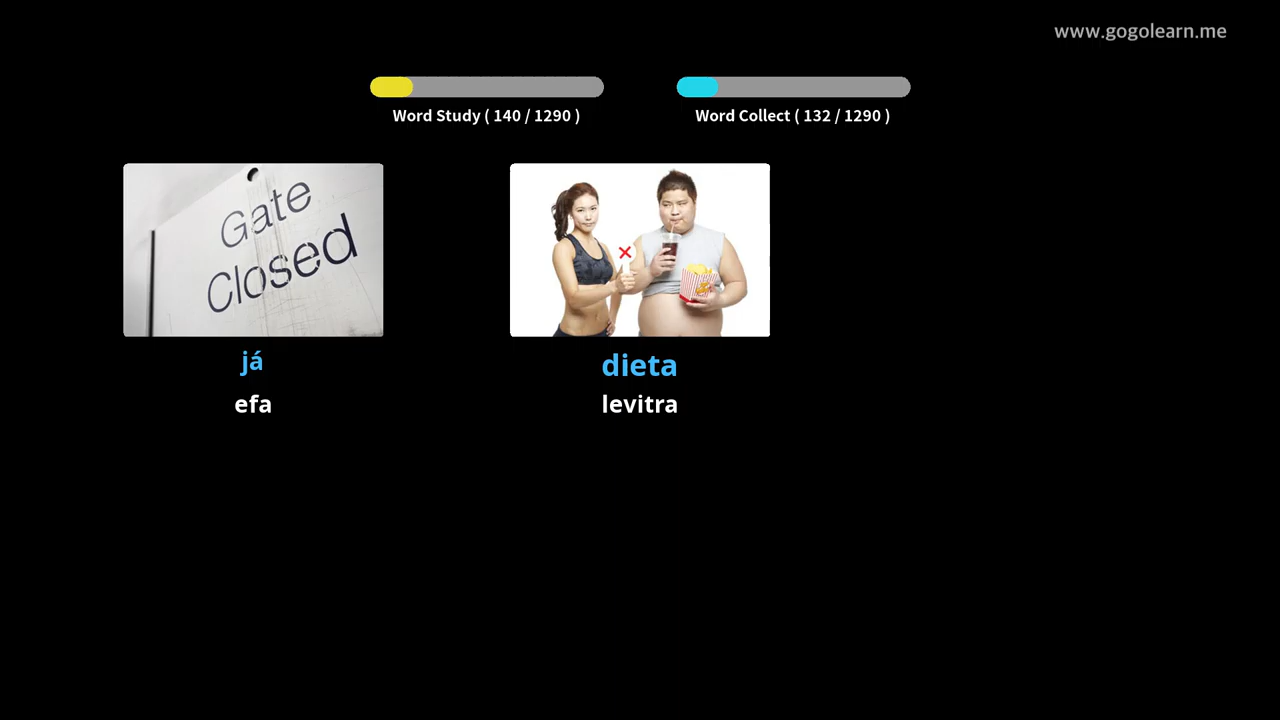 www.gogolearn.me
Word Study ( 140 / 1290 )
Word Collect ( 132 / 1290 )
Gate
Closed
já
efa
dieta
levitra